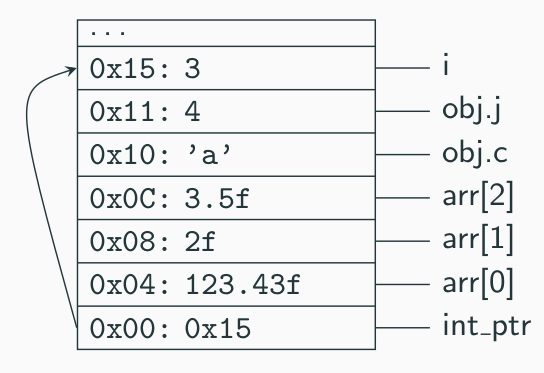 ...
0x15: 3 i
0x11: 4 obj.j
0x10: 'a' obj.c
0x0C: 3.5f arr[2]
0x08: 2f arr[1]
0x04: 123.43f arr[0]
0x00: 0x15 int_ptr